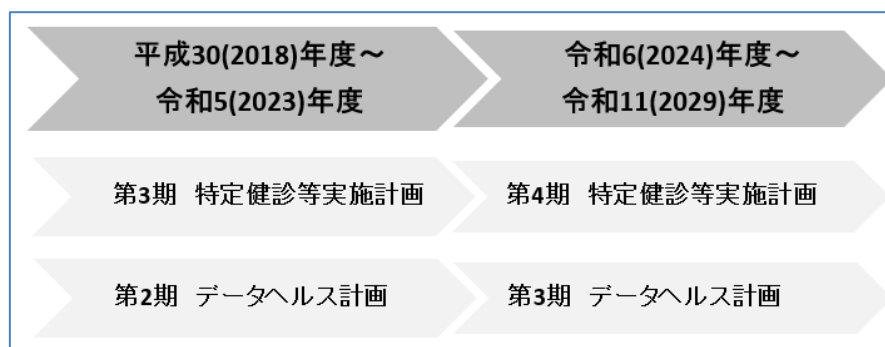 平成30(2018)年度～
令和5(2023)年度
令和6(2024)年度～
令和11(2029)年度
第3期 特定健診等実施計画
第4期 特定健診等実施計画
第2期 データヘルス計画
第3期 データヘルス計画